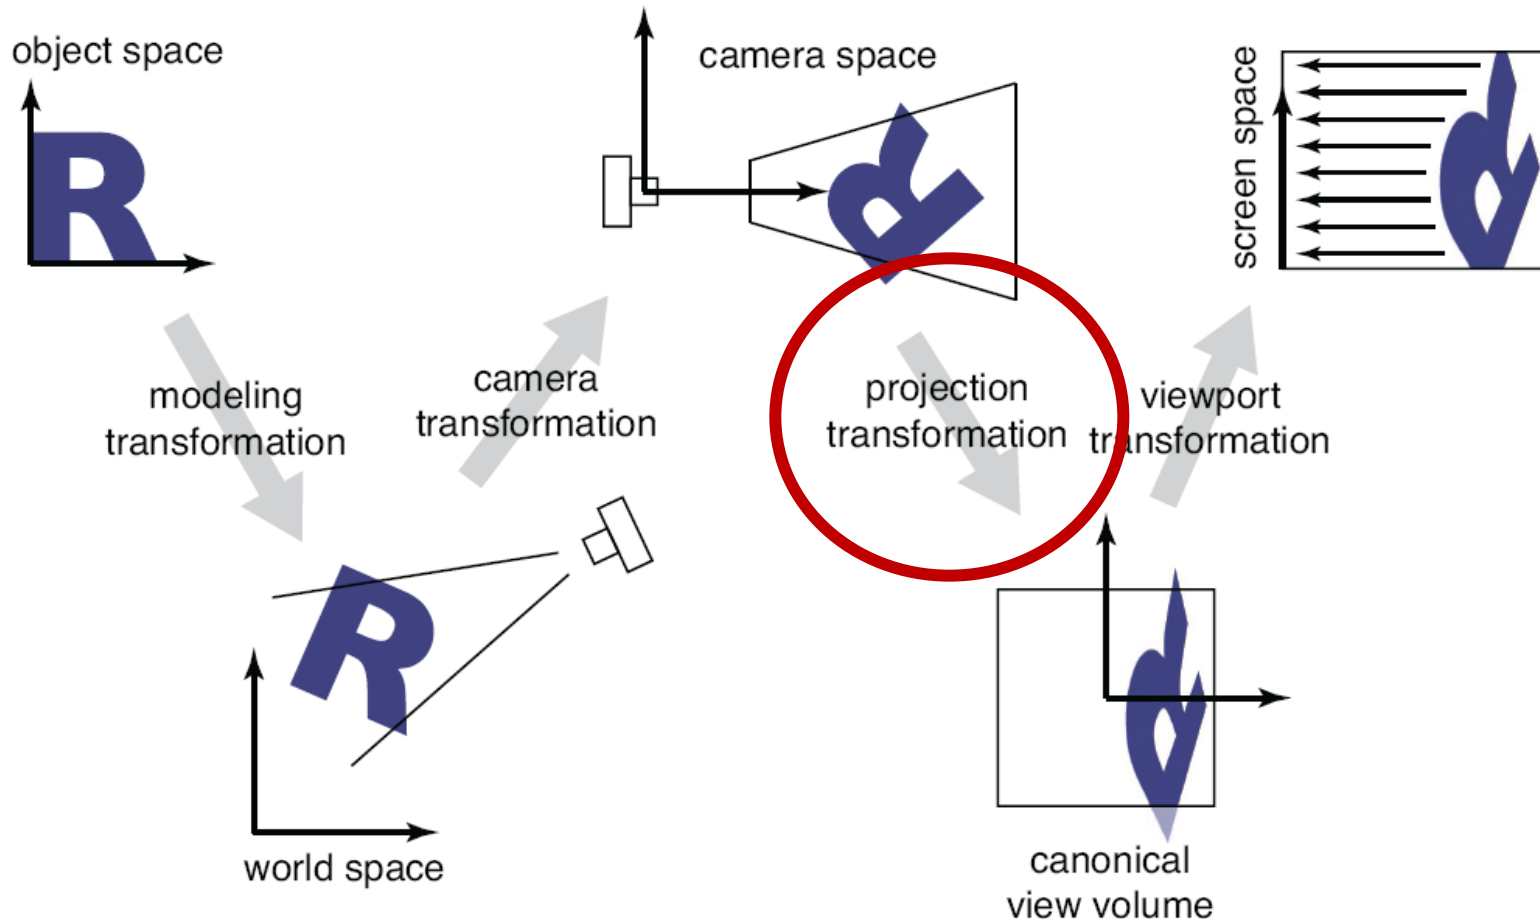 object space
camera space
screen space
modeling
transformation
camera
transformation
projection
transformation
viewport
transformation
world space
canonical
view volume